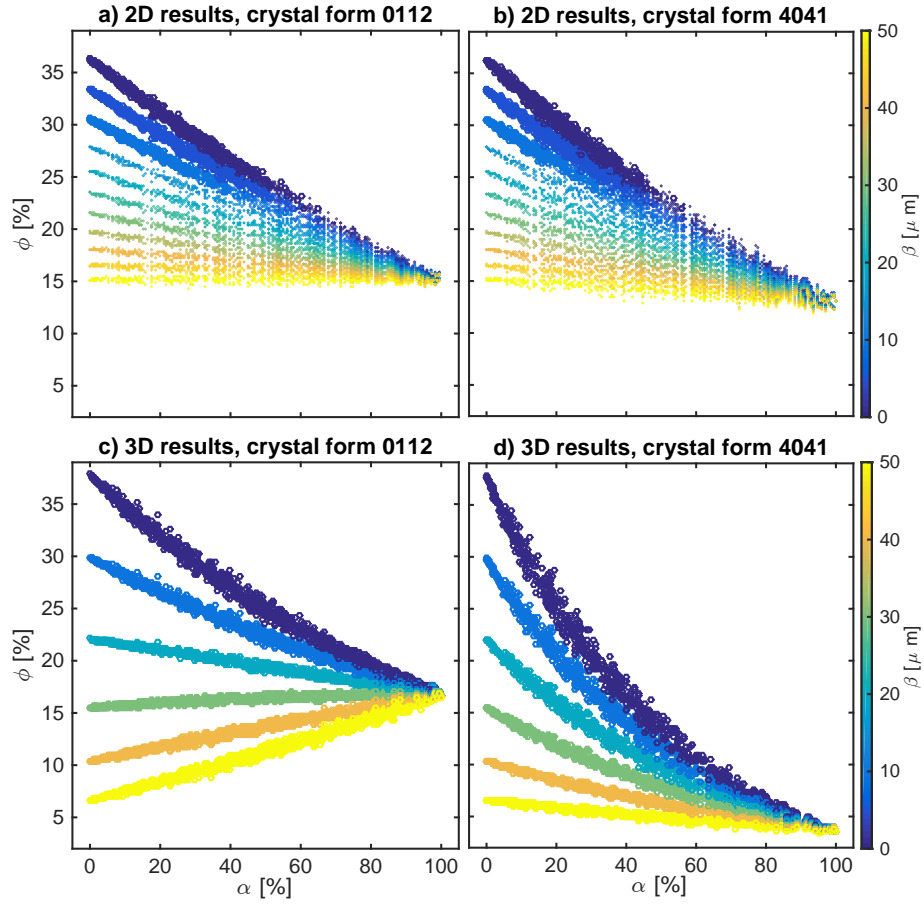 a) 2D results, crystal form 0112
b) 2D results, crystal form 4041
35
30
25
20
15
10
5
ϕ [%]
50
40
30
20
10
0
β [μ m]
c) 3D results, crystal form 0112
d) 3D results, crystal form 4041
35
30
25
20
15
10
5
ϕ [%]
50
40
30
20
10
0
β [μ m]
0 20 40 60 80 100
0 20 40 60 80 100
α [%]
α [%]